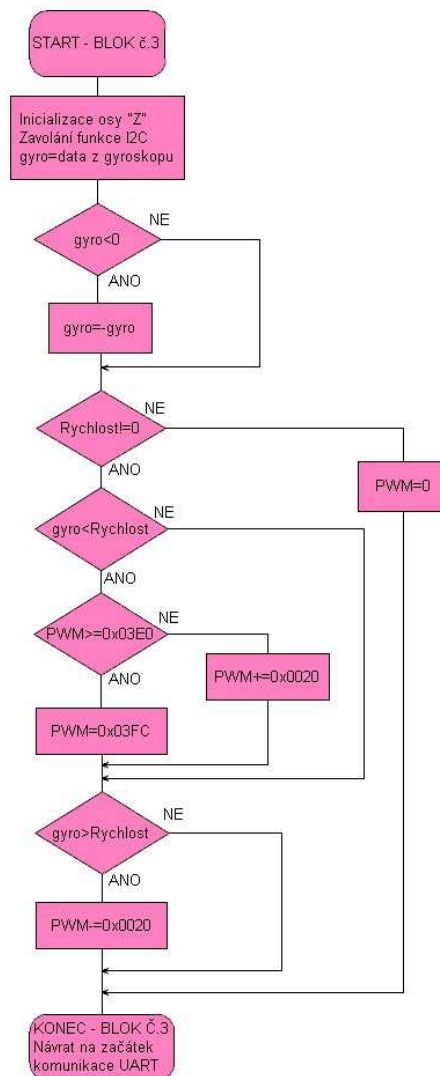 START - BLOK č.3
Inicializace osy "Z"
Zavolání funkce I2C
gyro=data z gyroskopu
NE
gyro<0
ANO
gyro=-gyro
NE
Rychlost!=0
ANO
PWM=0
NE
gyro<Rychlost
ANO
NE
PWM>=0x03E0
ANO
PWM+=0x0020
PWM=0x03FC
NE
gyro>Rychlost
ANO
PWM-=0x0020
KONEC - BLOK Č.3
Návrat na začátek
komunikace UART